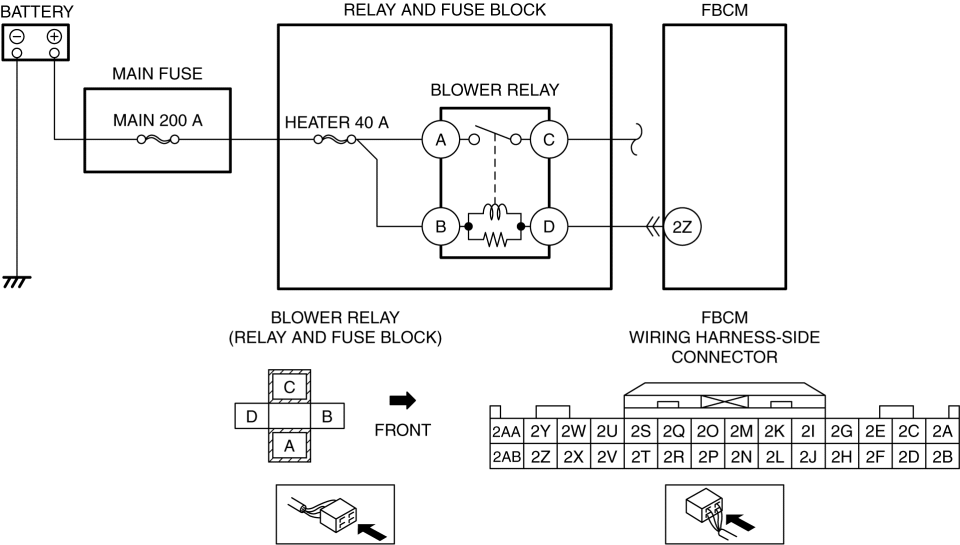 BATTERY
RELAY AND FUSE BLOCK
FBCM
− +
MAIN FUSE
MAIN 200 A
HEATER 40 A
BLOWER RELAY
A
C
B
D
2Z
BLOWER RELAY
(RELAY AND FUSE BLOCK)
C
D
B
A
FRONT
FBCM
WIRING HARNESS-SIDE
CONNECTOR
2AA 2Y 2W 2U 2S 2Q 2O 2M 2K 2I 2G 2E 2C 2A
2AB 2Z 2X 2V 2T 2R 2P 2N 2L 2J 2H 2F 2D 2B